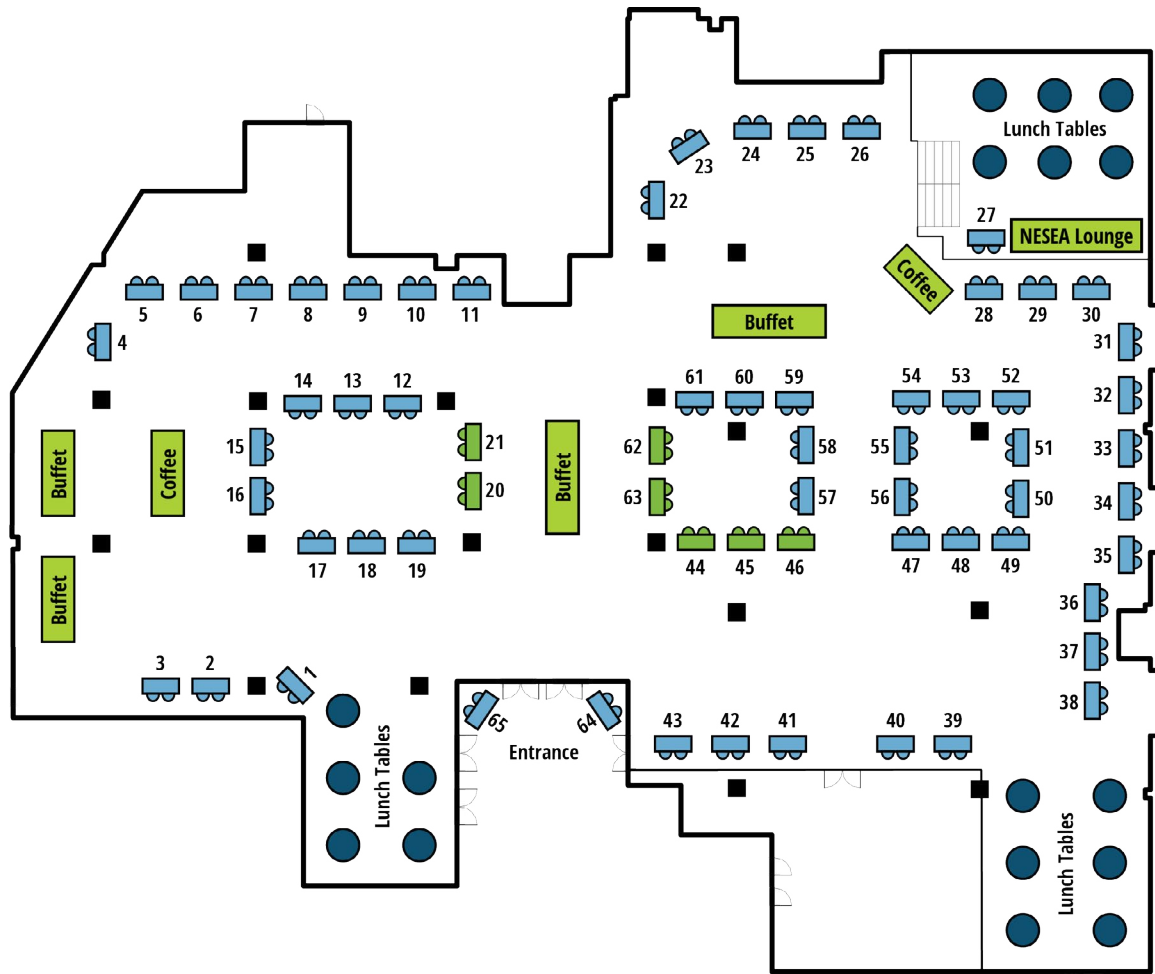 Lunch Tables
24 25 26
23
22
27
NESEA Lounge
Coffee
5 6 7 8 9 10 11
28 29 30
Buffet
4
31
14 13 12
61 60 59
54 53 52
32
15
21
62
58
55
51
33
Buffet
Coffee
Buffet
16
20
63
57
56
50
34
17 18 19
44 45 46
47 48 49
35
Buffet
36
37
3 2 1
38
65
64
Entrance
43 42 41
40 39
Lunch Tables
Lunch Tables